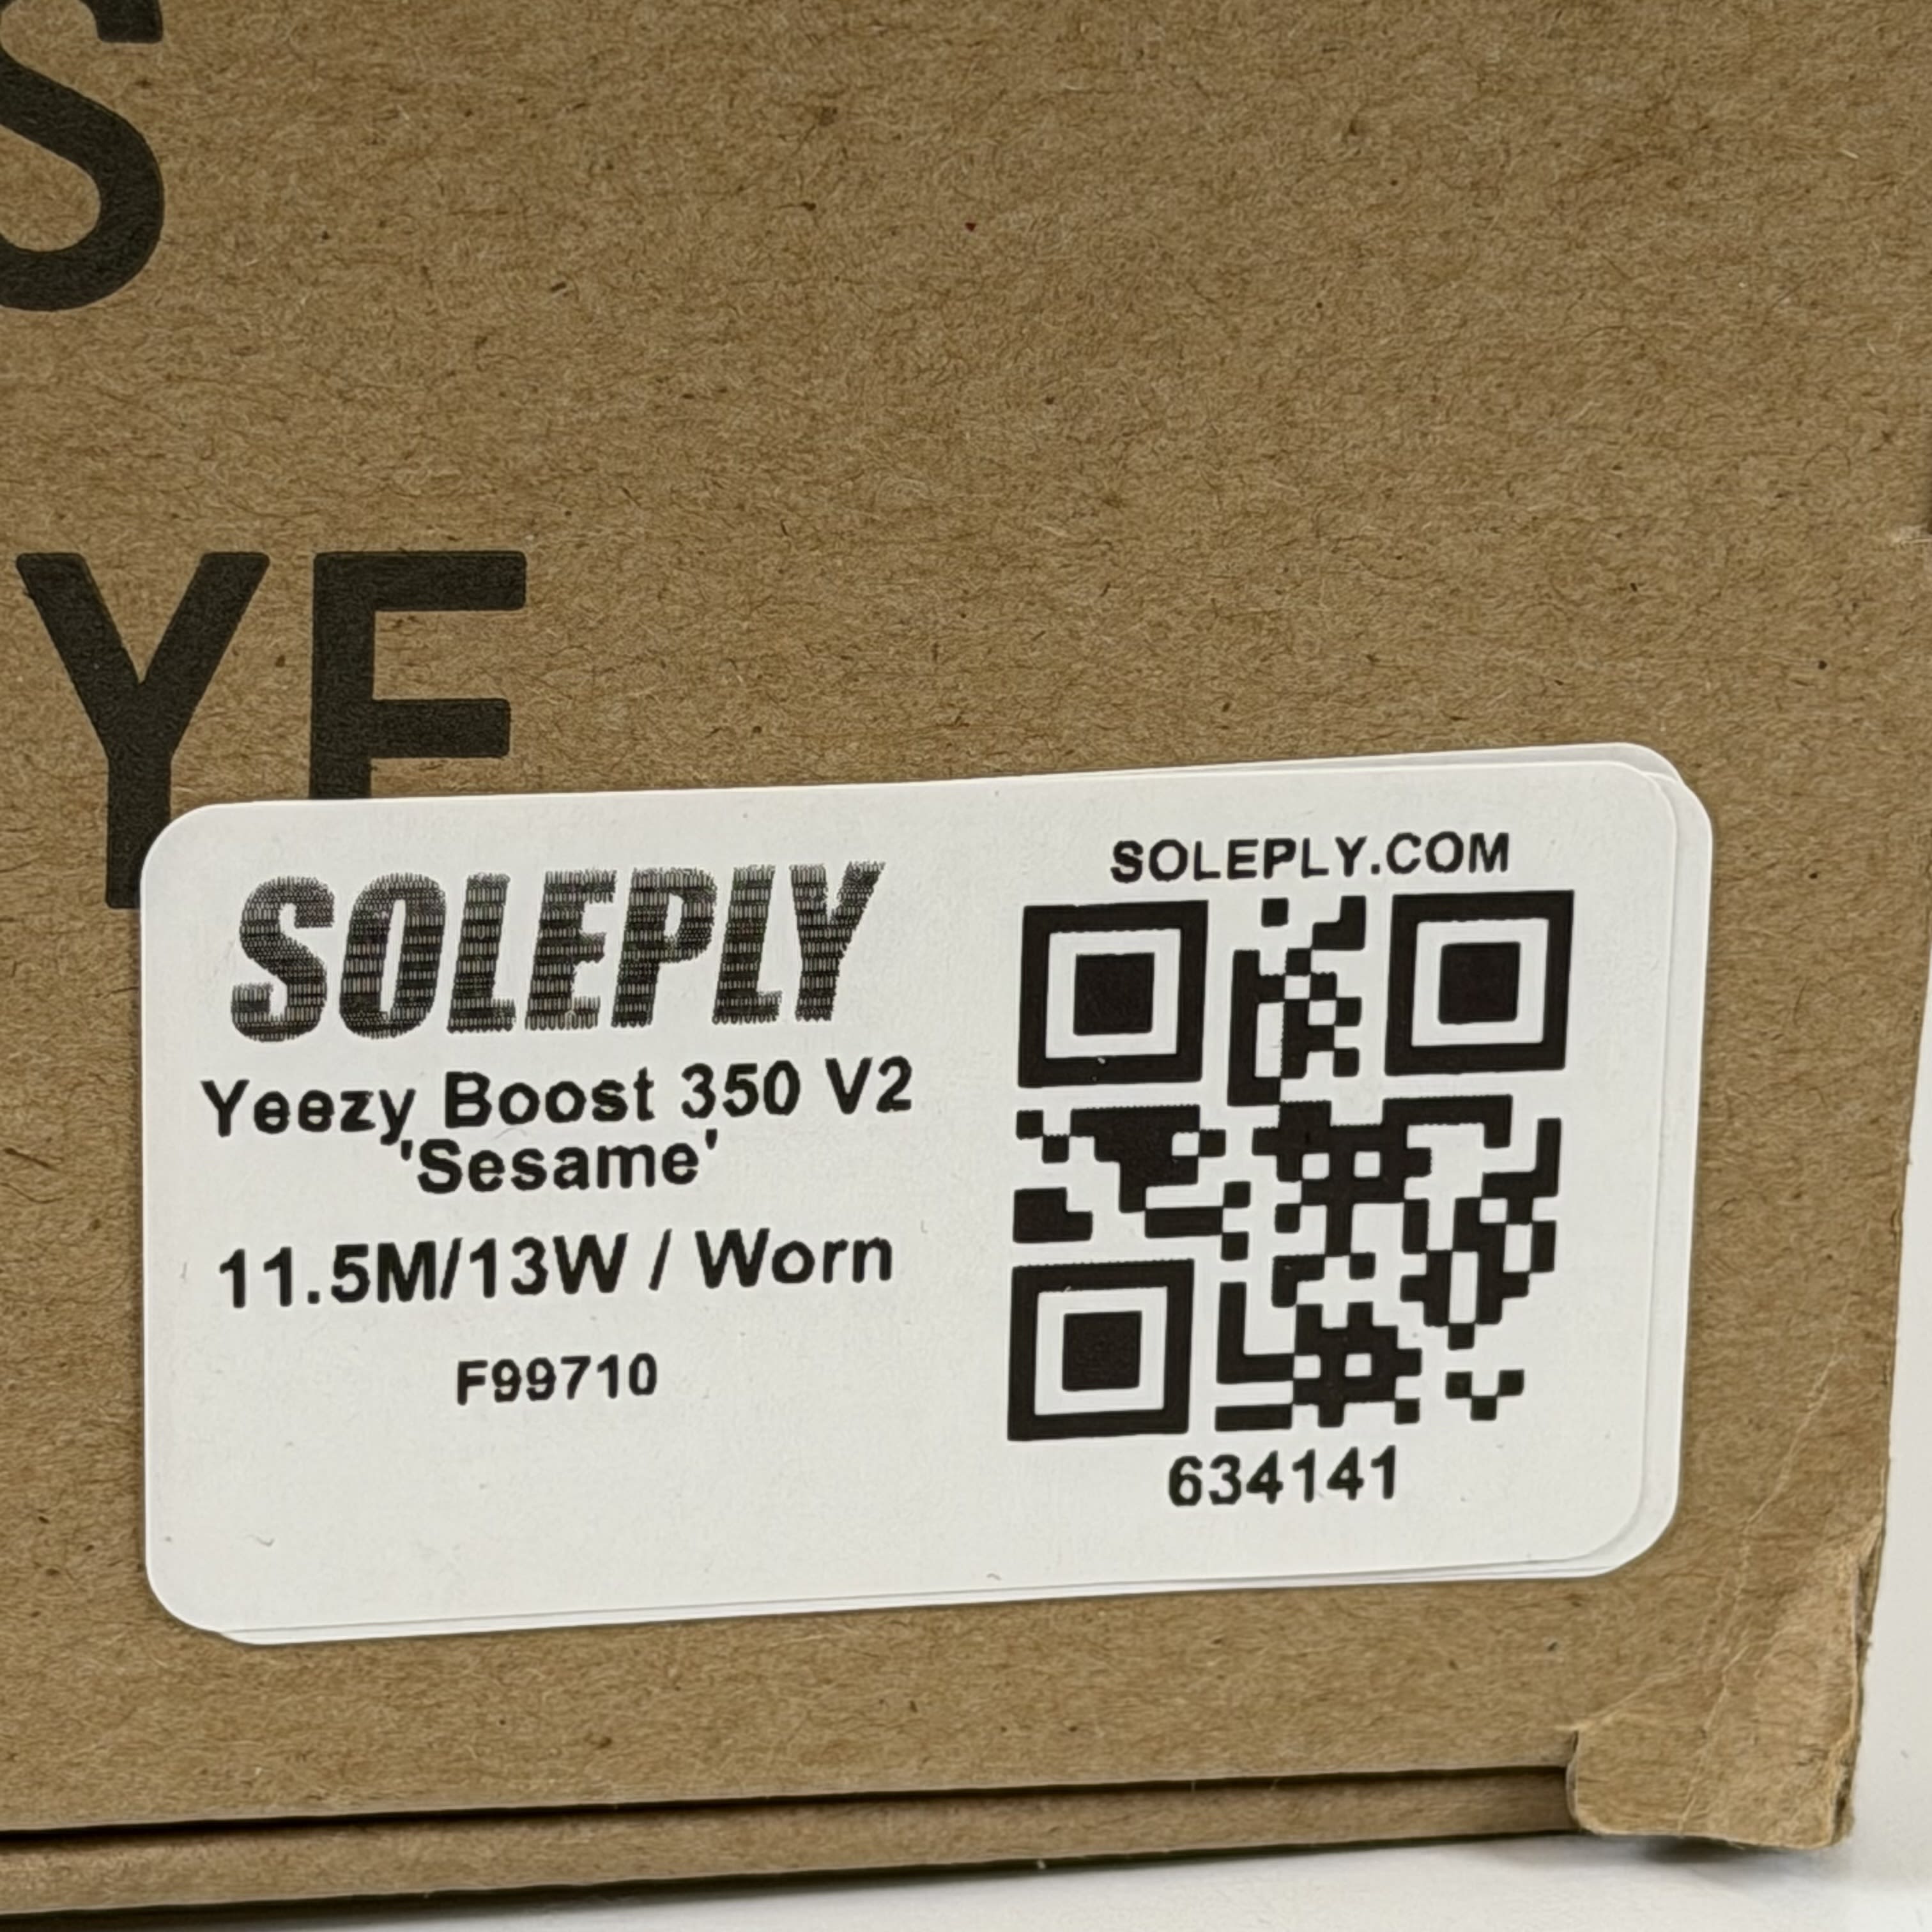 S
YE
SOLEPLY
Yeezy Boost 350 V2
'Sesame'
11.5M/13W / Worn
F99710
SOLEPLY.COM
634141